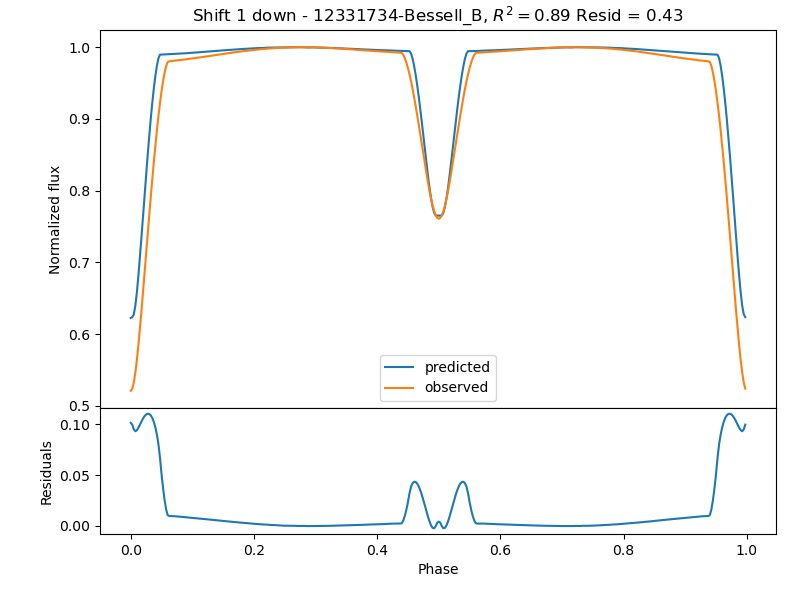 Shift 1 down - 12331734-Bessell_B, R² = 0.89 Resid = 0.43
Normalized flux
1.0
0.9
0.8
0.7
0.6
0.5
predicted
observed
Residuals
0.10
0.05
0.00
0.0 0.2 0.4 0.6 0.8 1.0
Phase